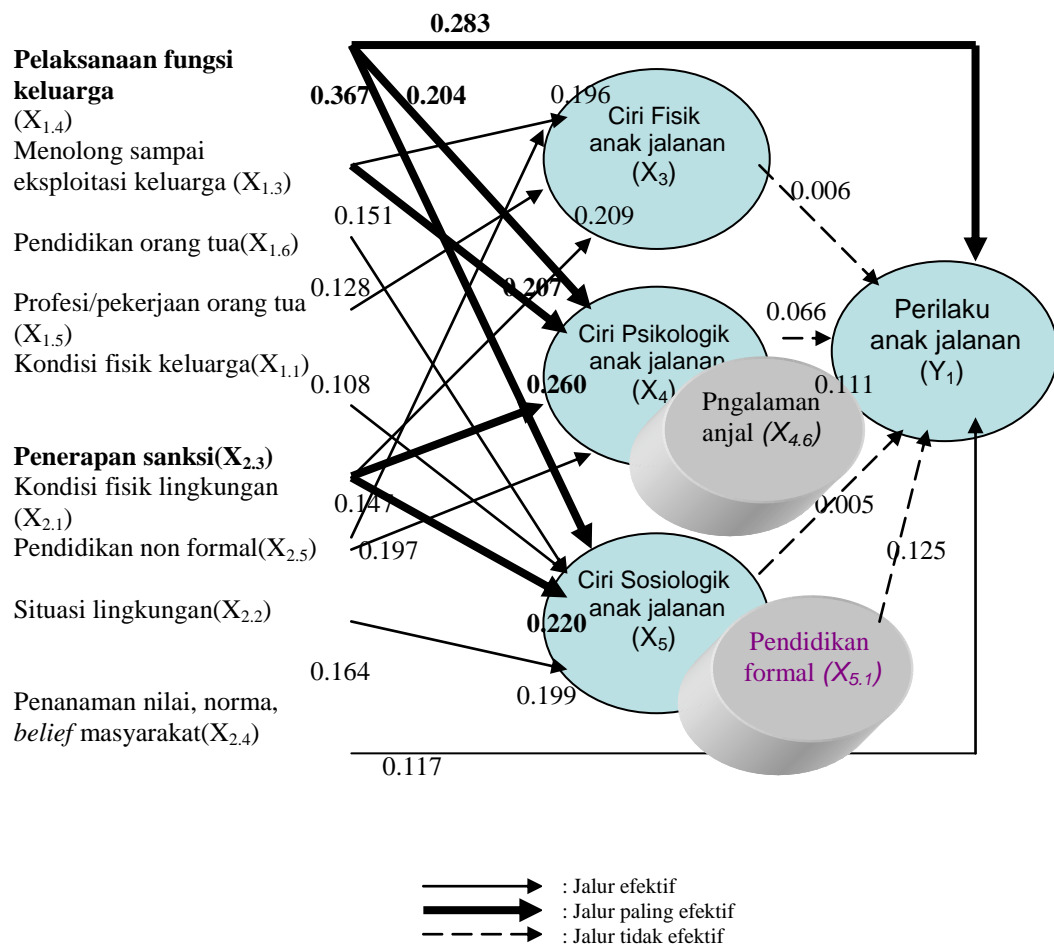 0.283
Pelaksanaan fungsi
keluarga
(X1.4)
Menolong sampai
eksploitasi keluarga (X1.3)
Pendidikan orang tua(X1.6)
Profesi/pekerjaan orang tua
(X1.5)
Kondisi fisik keluarga(X1.1)
Penerapan sanksi(X2.3)
Kondisi fisik lingkungan
(X2.1)
Pendidikan non formal(X2.5)
Situasi lingkungan(X2.2)
Penanaman nilai, norma,
belief masyarakat(X2.4)
0.367
0.204
0.196
0.151
0.209
0.128
0.207
0.108
0.260
0.147
0.197
0.220
0.164
0.199
0.117
Ciri Fisik
anak jalanan
(X3)
0.006
Ciri Psikologik
anak jalanan
(X4)
0.066
Pngalaman
anjal (X4.6)
0.111
Perilaku
anak jalanan
(Y1)
0.005
0.125
Ciri Sosiologik
anak jalanan
(X5)
Pendidikan
formal (X5.1)
: Jalur efektif
: Jalur paling efektif
: Jalur tidak efektif